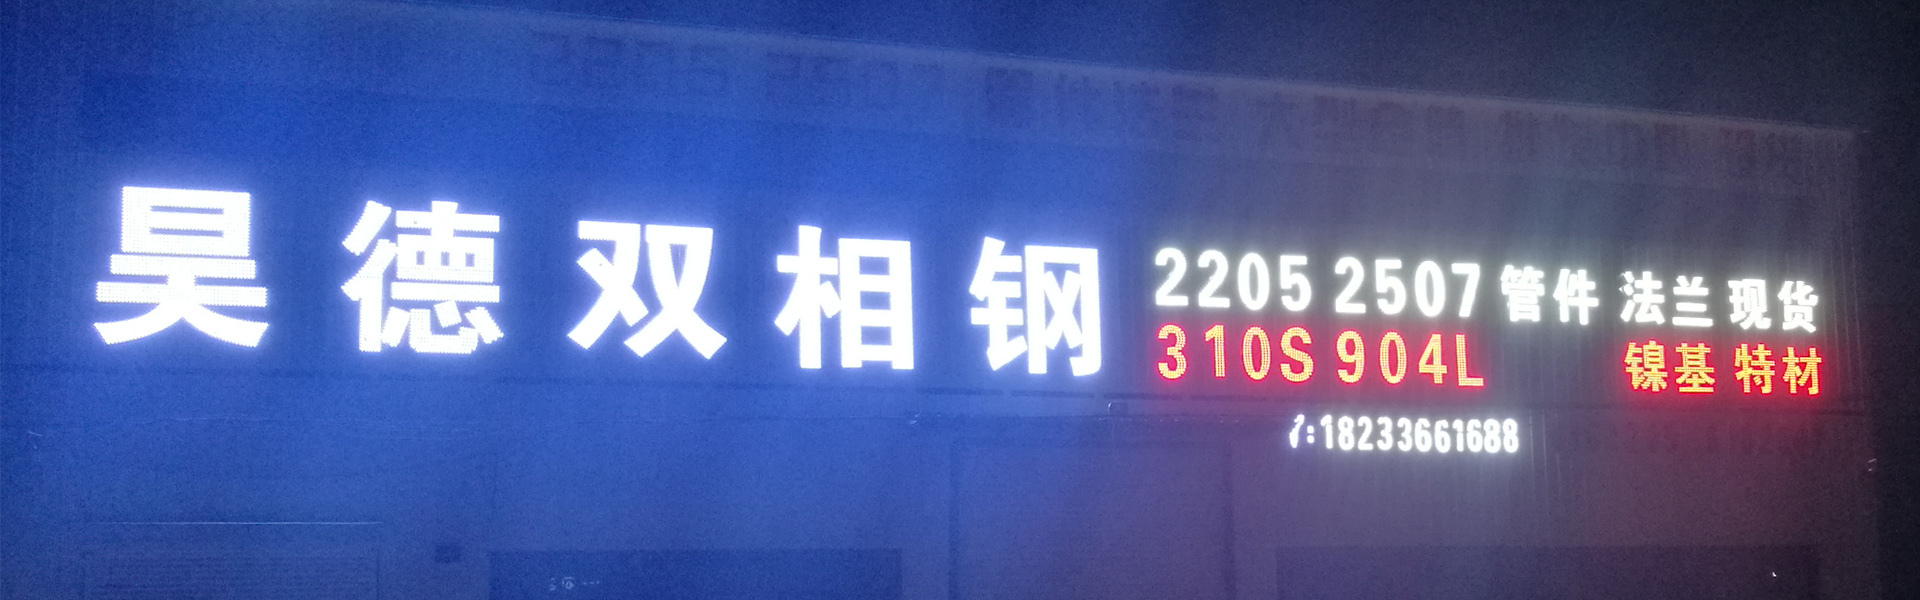 昊德双相钢
2205 2507 管件 法兰 现货
310S 904L 镍基 特材
:18233661688